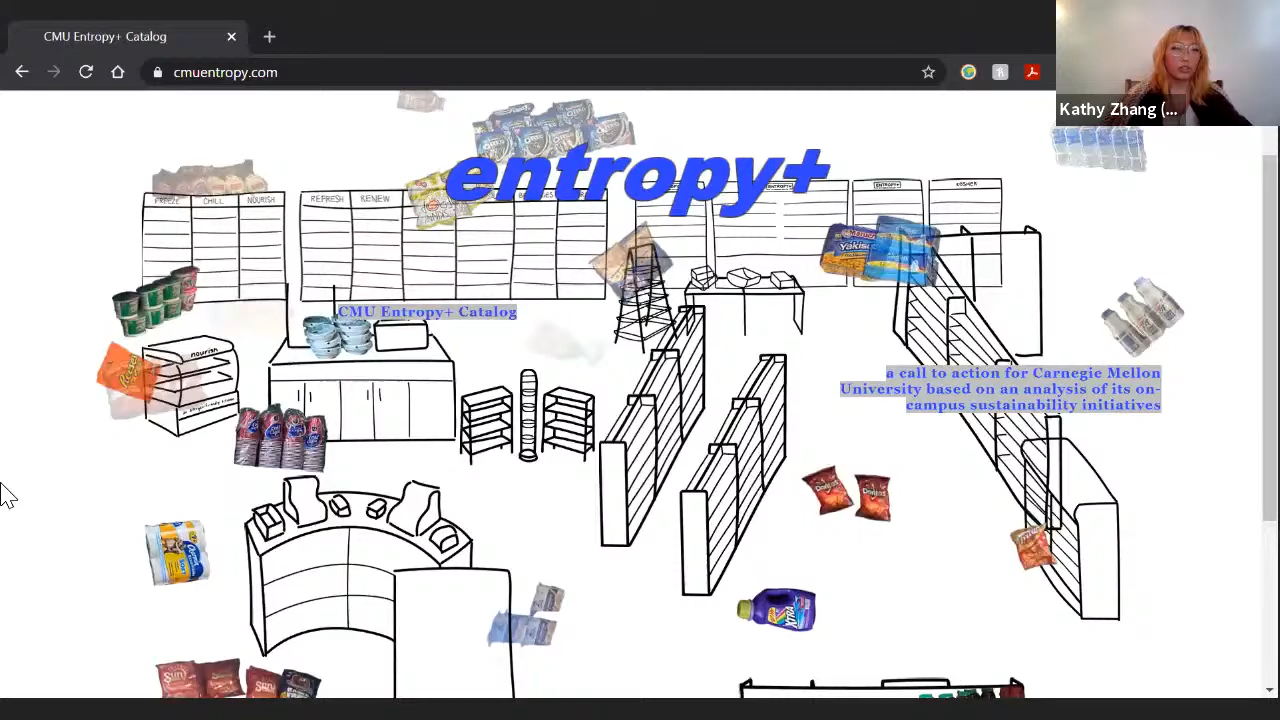 CMU Entropy+ Catalog
cmuentropy.com
Kathy Zhang (...
entropy+
FREEZE CHILL NOURISH
REFRESH RENEW
ENTROPY+
KOSHER
CMU Entropy+ Catalog
nourish
a call to action for Carnegie Mellon
University based on an analysis of its on-
campus sustainability initiatives
Doritos
Doritos
XTRA